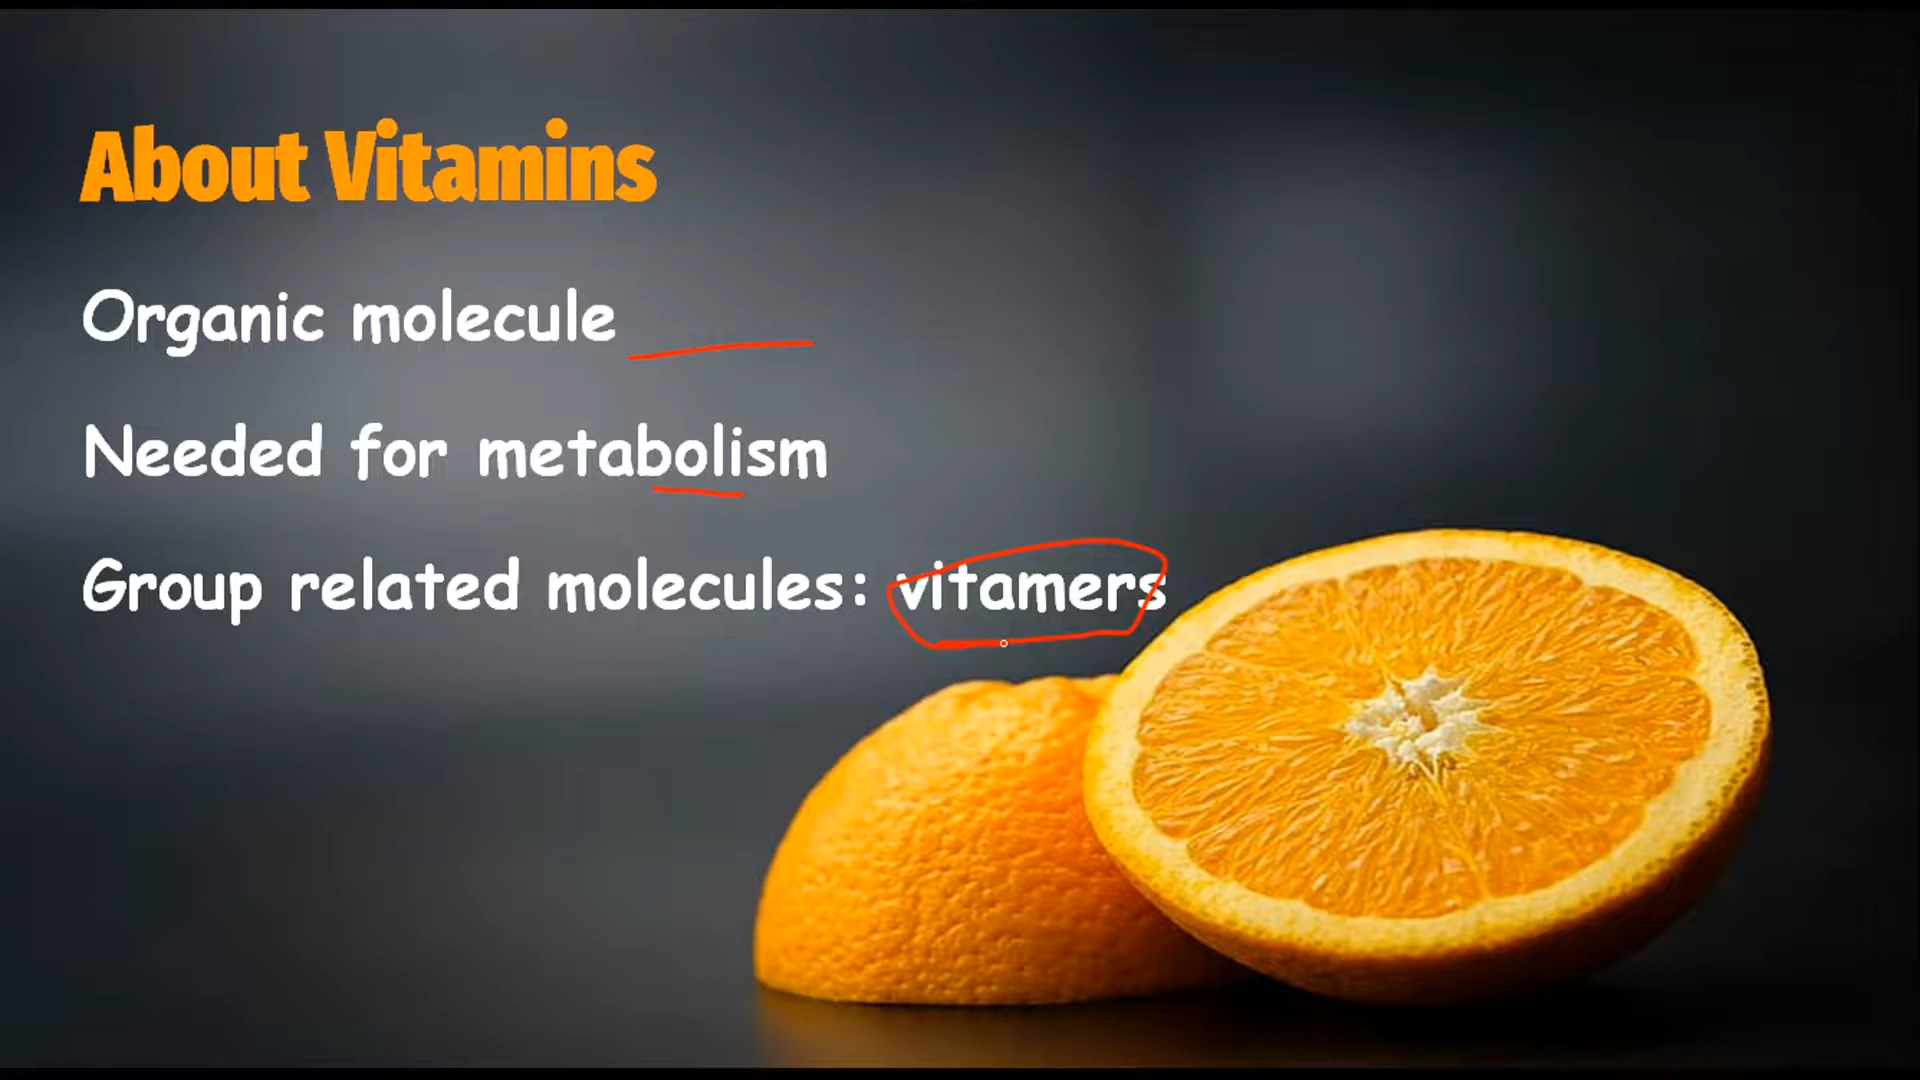 About Vitamins
Organic molecule
Needed for metabolism
Group related molecules: vitamers